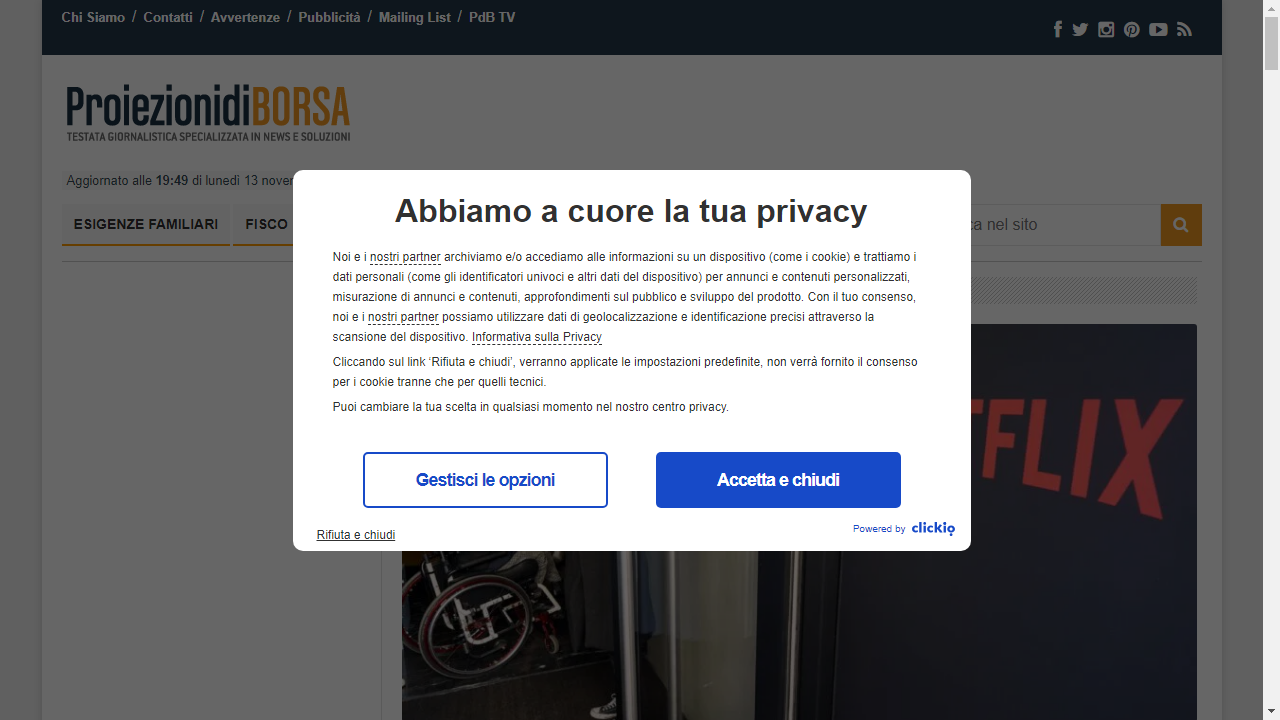 Chi Siamo / Contatti / Avvertenze / Pubblicità / Mailing List / PdB TV
ProiezionidiBORSA
TESTATA GIORNALISTICA SPECIALIZZATA IN NEWS E SOLUZIONI
Aggiornato alle 19:49 di lunedì 13
ESIGENZE FAMILIARI
FISCO
nel sito
Abbiamo a cuore la tua privacy
Noi e i nostri partner archiviamo e/o accediamo alle informazioni su un dispositivo (come i cookie) e trattiamo i
dati personali (come gli identificatori univoci e altri dati del dispositivo) per annunci e contenuti personalizzati,
misurazione di annunci e contenuti, approfondimenti sul pubblico e sviluppo del prodotto. Con il tuo consenso,
noi e i nostri partner possiamo utilizzare dati di geolocalizzazione e identificazione precisi attraverso la
scansione del dispositivo. Informativa sulla Privacy
Cliccando sul link ‘Rifiuta e chiudi’, verranno applicate le impostazioni predefinite, non verrà fornito il consenso
per i cookie tranne che per quelli tecnici.
Puoi cambiare la tua scelta in qualsiasi momento nel nostro centro privacy.
Gestisci le opzioni
Accetta e chiudi
Rifiuta e chiudi
Powered by clickio